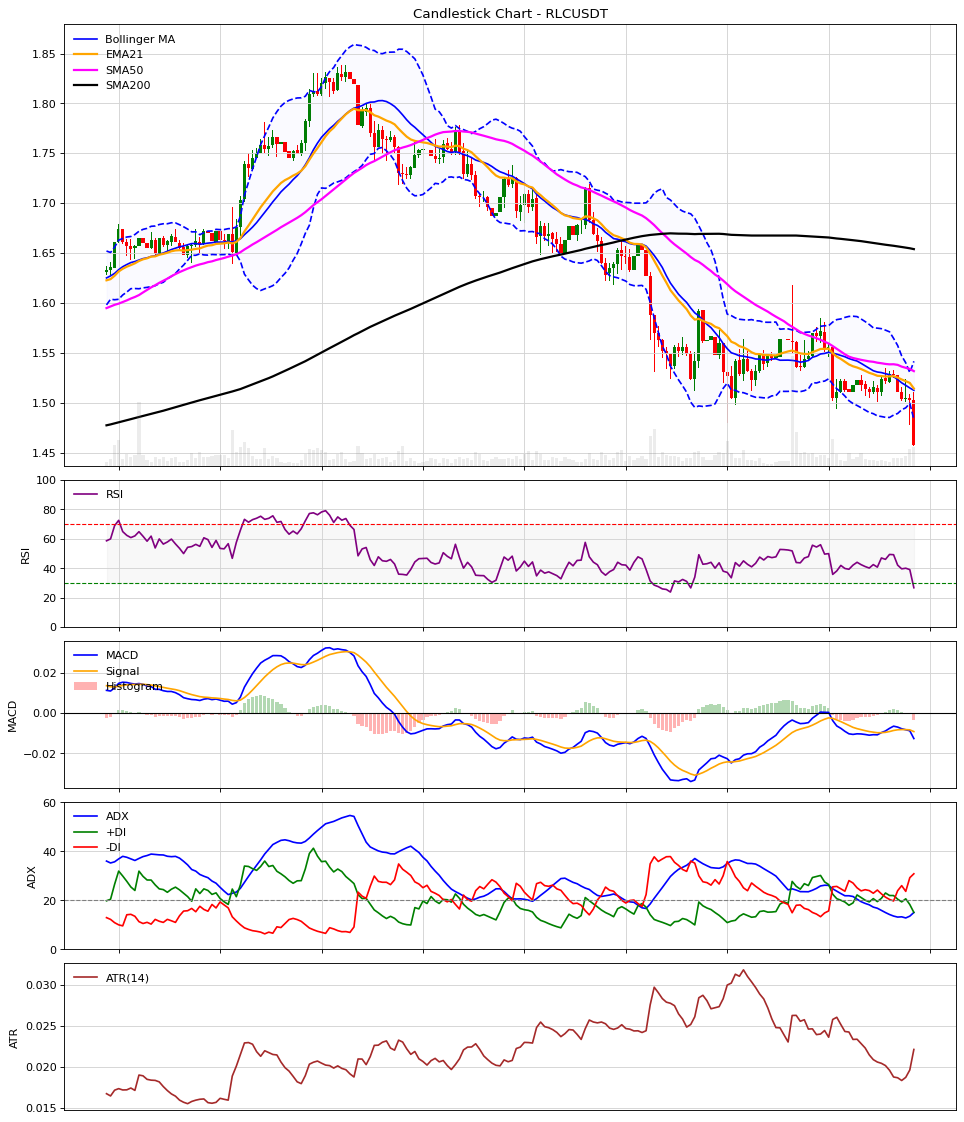 Candlestick Chart - RLCUSDT
Bollinger MA
EMA21
SMA50
SMA200
1.85
1.80
1.75
1.70
1.65
1.60
1.55
1.50
1.45
RSI
RSI
100
80
60
40
20
0
MACD
MACD
Signal
Histogram
0.02
0.00
−0.02
ADX
ADX
+DI
-DI
60
40
20
0
ATR
ATR(14)
0.030
0.025
0.020
0.015